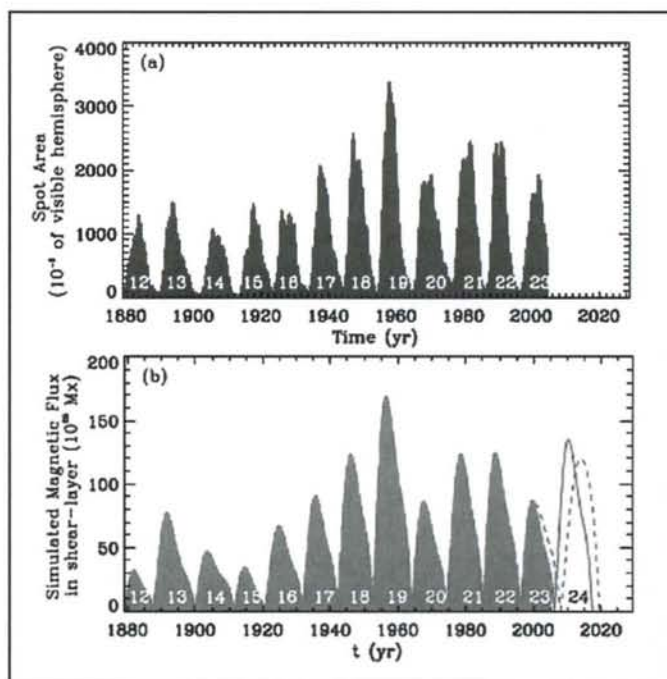 (a)
4000
3000
2000
1000
0
Spot Area
of visible hemisphere)
12 13 14 15 16 17 18 19 20 21 22 23
1880 1900 1920 1940 1960 1980 2000 2020
Time (yr)
(b)
200
150
100
50
0
Simulated Magnetic Flux
in shear-layer Mx)
12 13 14 15 16 17 18 19 20 21 22 23 24
1880 1900 1920 1940 1960 1980 2000 2020
t (yr)